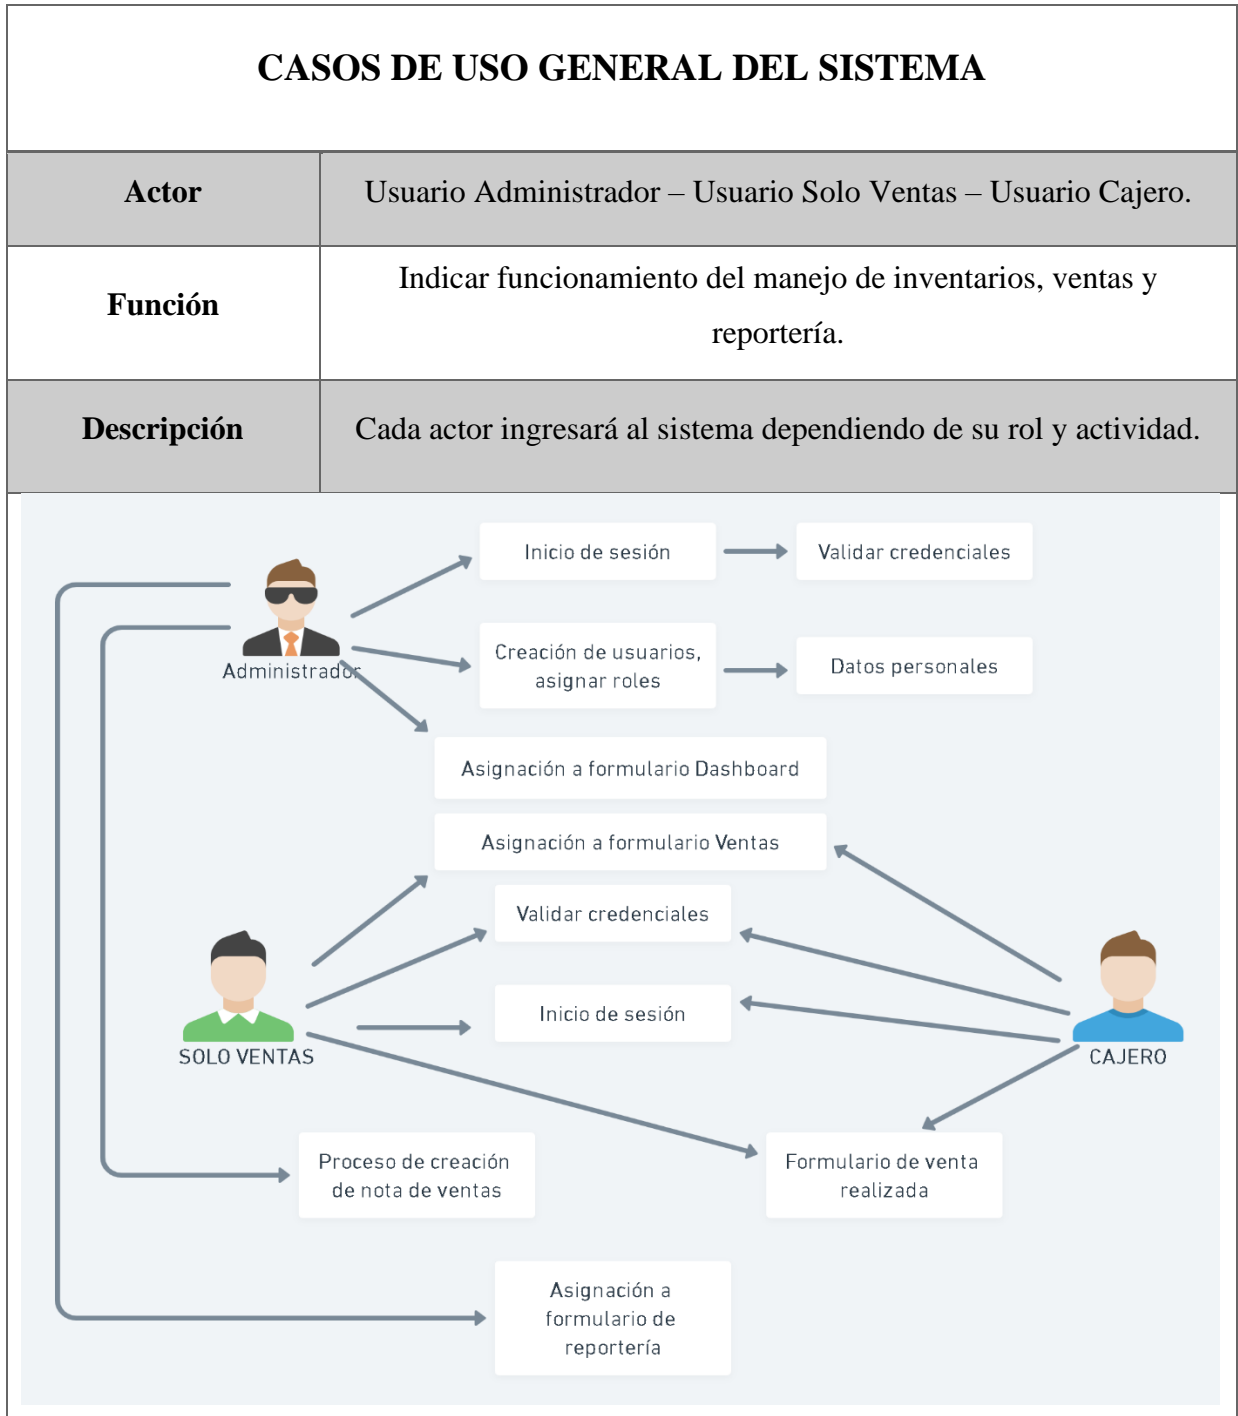 CASOS DE USO GENERAL DEL SISTEMA
Actor
Usuario Administrador – Usuario Solo Ventas – Usuario Cajero.
Función
Indicar funcionamiento del manejo de inventarios, ventas y
reportería.
Descripción
Cada actor ingresará al sistema dependiendo de su rol y actividad.
Inicio de sesión
Validar credenciales
Administrador
Creación de usuarios,
asignar roles
Datos personales
Asignación a formulario Dashboard
Asignación a formulario Ventas
Validar credenciales
Inicio de sesión
SOLO VENTAS
CAJERO
Proceso de creación
de nota de ventas
Formulario de venta
realizada
Asignación a
formulario de
reportería